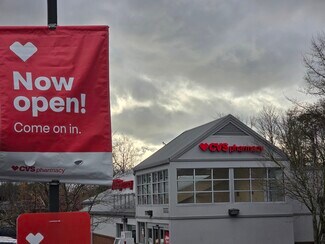 Now
open!
Come on in.
CVS pharmacy
CVS pharmacy